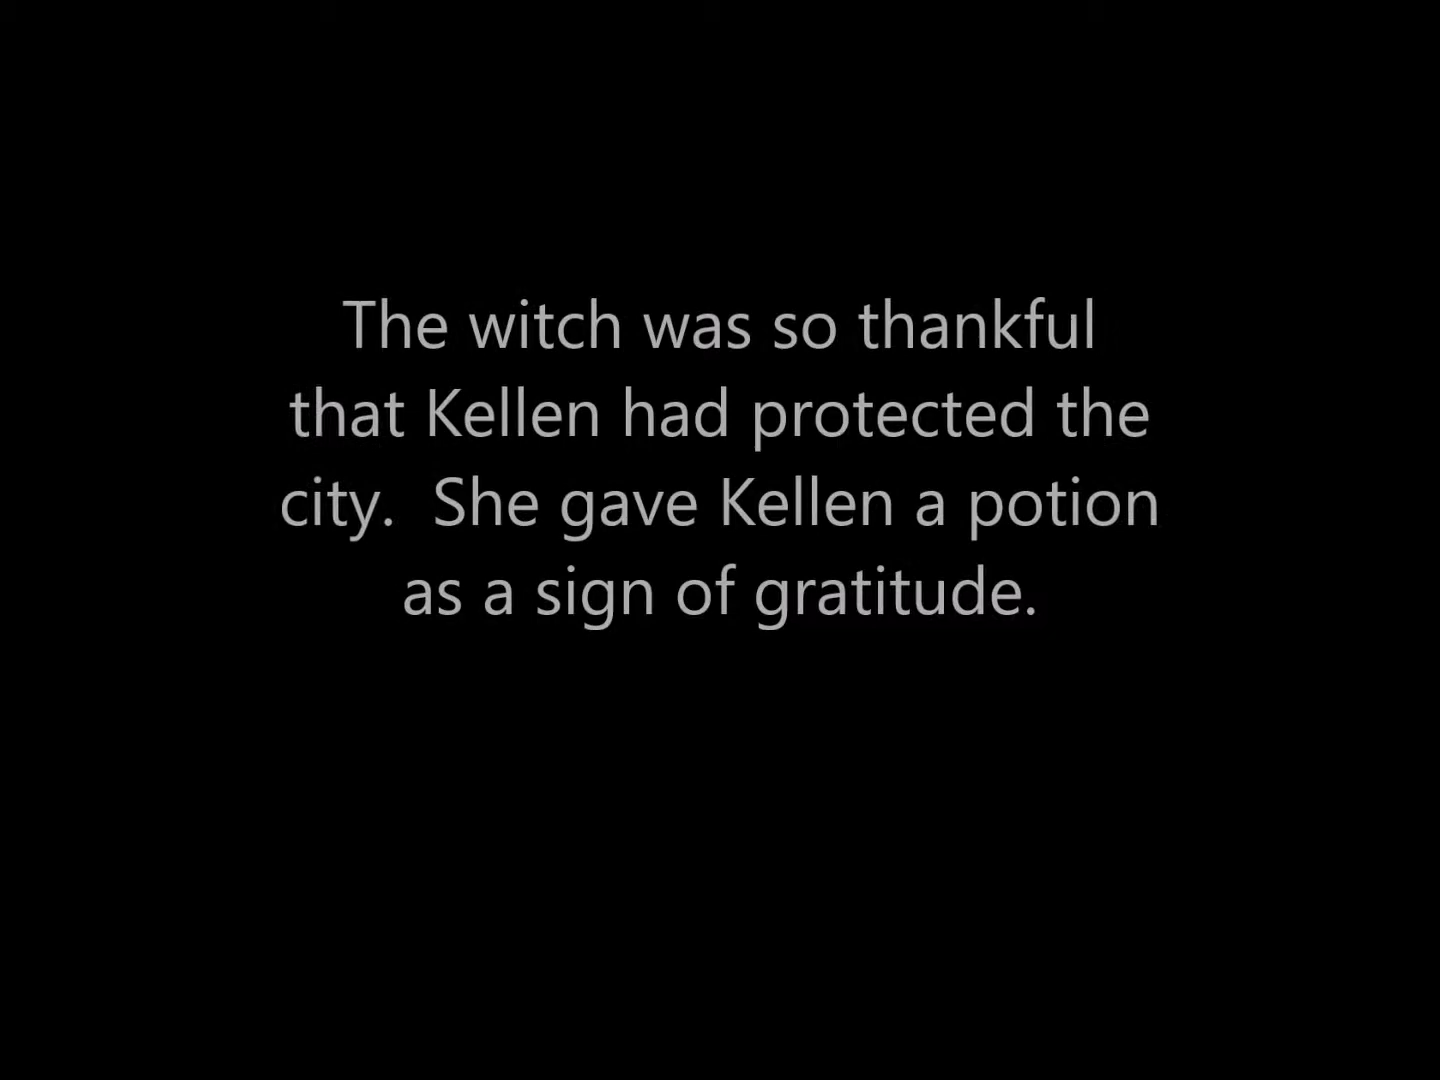 The witch was so thankful
that Kellen had protected the
city.  She gave Kellen a potion
as a sign of gratitude.